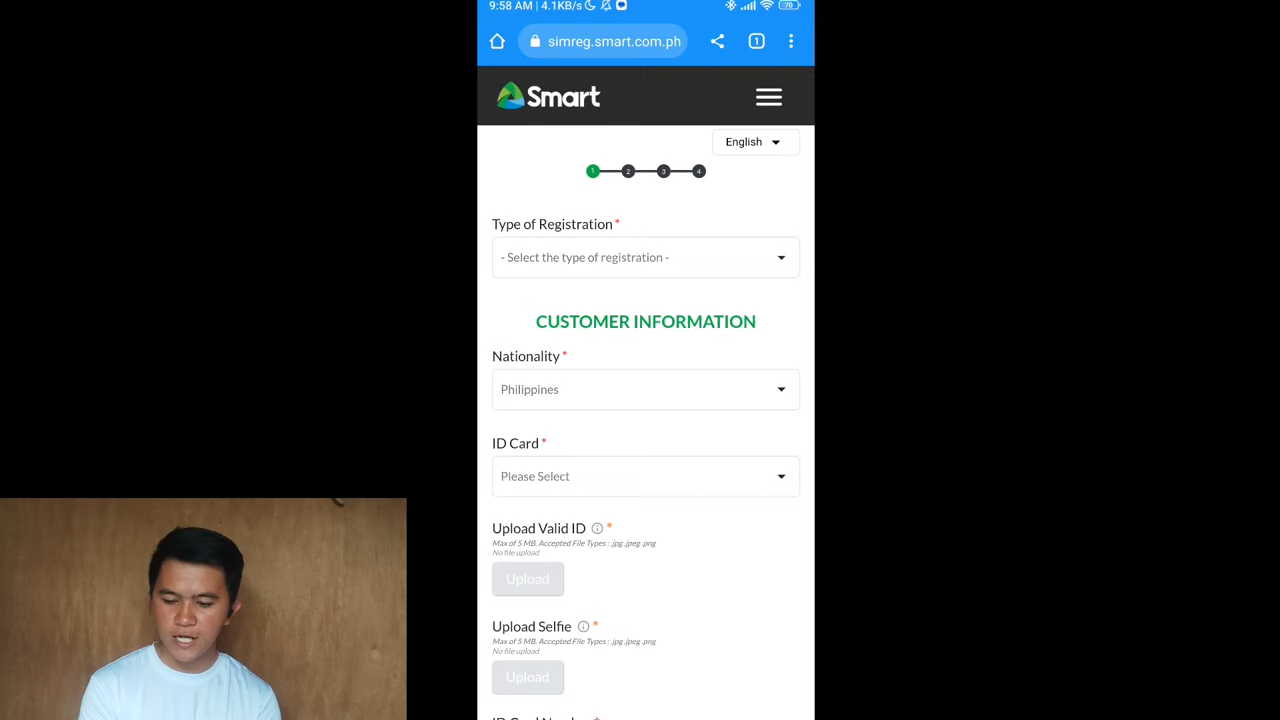 9:58 AM | 4.1KB/s
70
simreg.smart.com.ph
1
Smart
English
1 2 3 4
Type of Registration *
- Select the type of registration -
CUSTOMER INFORMATION
Nationality *
Philippines
ID Card *
Please Select
Upload Valid ID *
Max of 5 MB. Accepted File Types : .jpg .jpeg .png
No file upload
Upload
Upload Selfie *
Max of 5 MB. Accepted File Types : .jpg .jpeg .png
No file upload
Upload